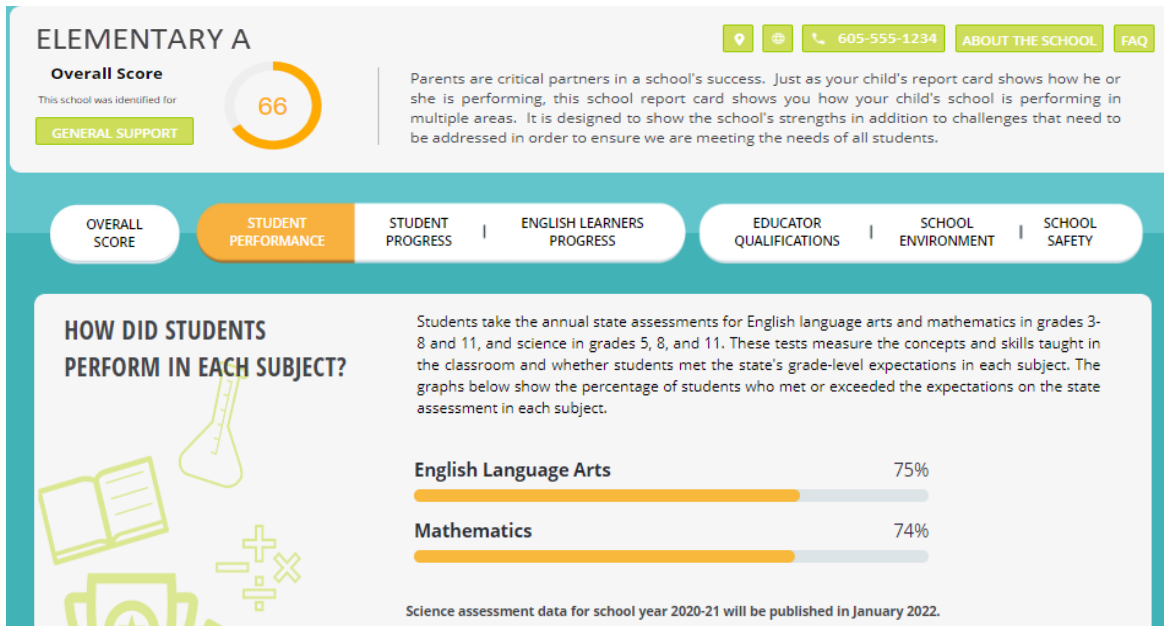 ELEMENTARY A
605-555-1234
ABOUT THE SCHOOL
FAQ
Overall Score
This school was identified for
GENERAL SUPPORT
66
Parents are critical partners in a school's success. Just as your child's report card shows how he or
she is performing, this school report card shows you how your child's school is performing in
multiple areas. It is designed to show the school's strengths in addition to challenges that need to
be addressed in order to ensure we are meeting the needs of all students.
OVERALL
SCORE
STUDENT
PERFORMANCE
STUDENT
PROGRESS
ENGLISH LEARNERS
PROGRESS
EDUCATOR
QUALIFICATIONS
SCHOOL
ENVIRONMENT
SCHOOL
SAFETY
HOW DID STUDENTS
PERFORM IN EACH SUBJECT?
Students take the annual state assessments for English language arts and mathematics in grades 3-
8 and 11, and science in grades 5, 8, and 11. These tests measure the concepts and skills taught in
the classroom and whether students met the state's grade-level expectations in each subject. The
graphs below show the percentage of students who met or exceeded the expectations on the state
assessment in each subject.
English Language Arts 75%
Mathematics 74%
Science assessment data for school year 2020-21 will be published in January 2022.